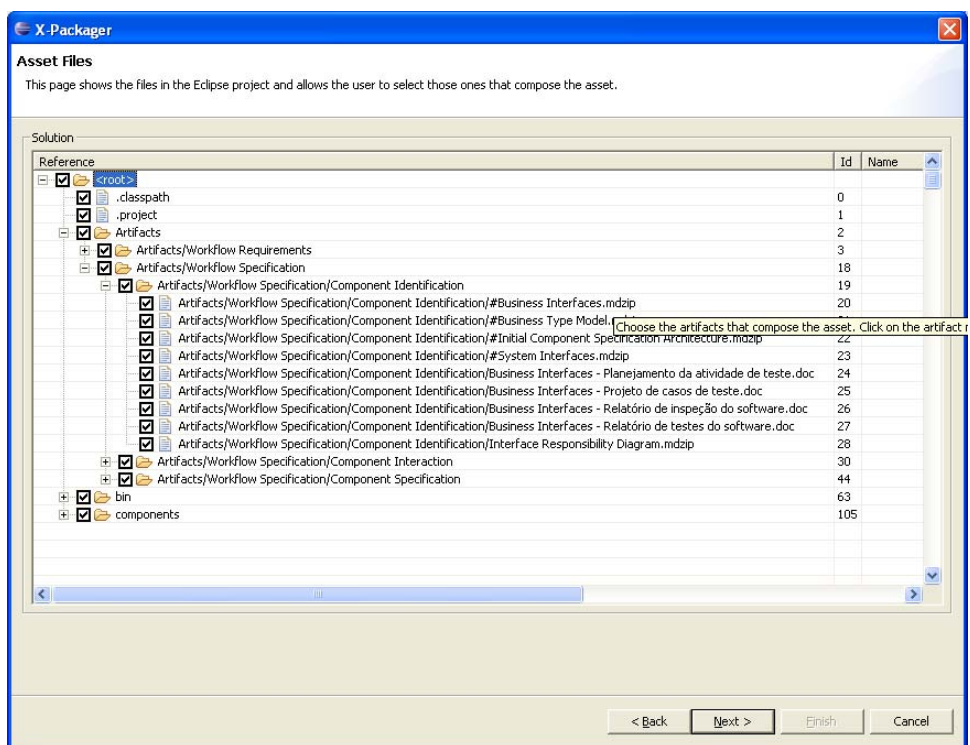 X-Packager
Asset Files
This page shows the files in the Eclipse project and allows the user to select those ones that compose the asset.
Solution
Reference Id Name
<root>
.classpath 0
.project 1
Artifacts 2
Artifacts/Workflow Requirements 3
Artifacts/Workflow Specification 18
Artifacts/Workflow Specification/Component Identification 19
Artifacts/Workflow Specification/Component Identification/#Business Interfaces.mdzip 20
Artifacts/Workflow Specification/Component Identification/#Business Type Model.
Choose the artifacts that compose the asset. Click on the artifact
Artifacts/Workflow Specification/Component Identification/#Initial Component Specification Architecture.mdzip 22
Artifacts/Workflow Specification/Component Identification/#System Interfaces.mdzip 23
Artifacts/Workflow Specification/Component Identification/Business Interfaces - Planejamento da atividade de teste.doc 24
Artifacts/Workflow Specification/Component Identification/Business Interfaces - Projeto de casos de teste.doc 25
Artifacts/Workflow Specification/Component Identification/Business Interfaces - Relatório de inspeção do software.doc 26
Artifacts/Workflow Specification/Component Identification/Business Interfaces - Relatório de testes do software.doc 27
Artifacts/Workflow Specification/Component Identification/Interface Responsibility Diagram.mdzip 28
Artifacts/Workflow Specification/Component Interaction 30
Artifacts/Workflow Specification/Component Specification 44
bin 63
components 105
< Back Next > Finish Cancel